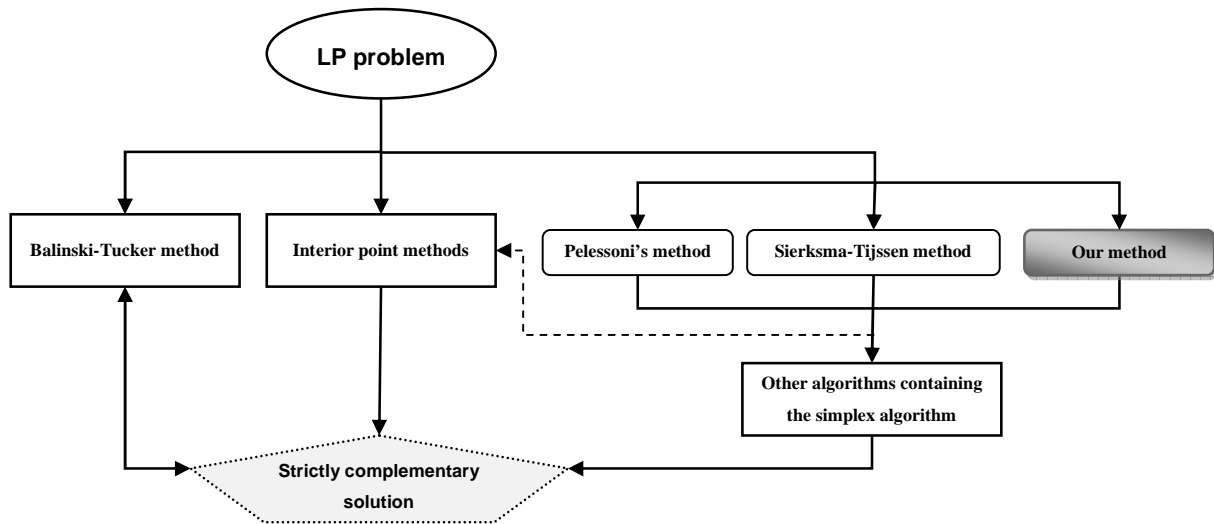 LP problem
Balinski-Tucker method
Interior point methods
Pelessoni's method
Sierksma-Tijssen method
Our method
Other algorithms containing
the simplex algorithm
Strictly complementary
solution